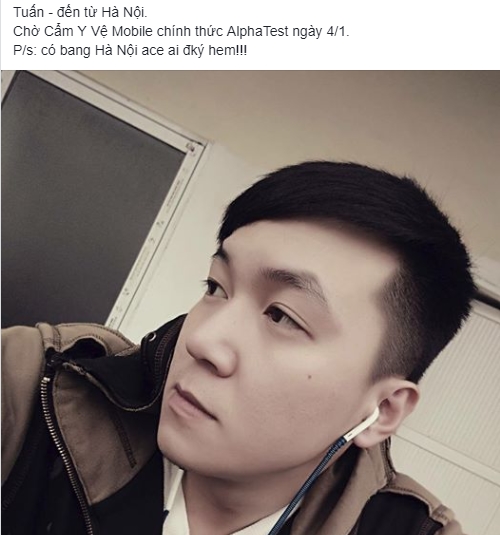 Tuấn - đến từ Hà Nội.
Chờ Cẩm Y Vệ Mobile chính thức AlphaTest ngày 4/1.
P/s: có bang Hà Nội ace ai đký hem!!!